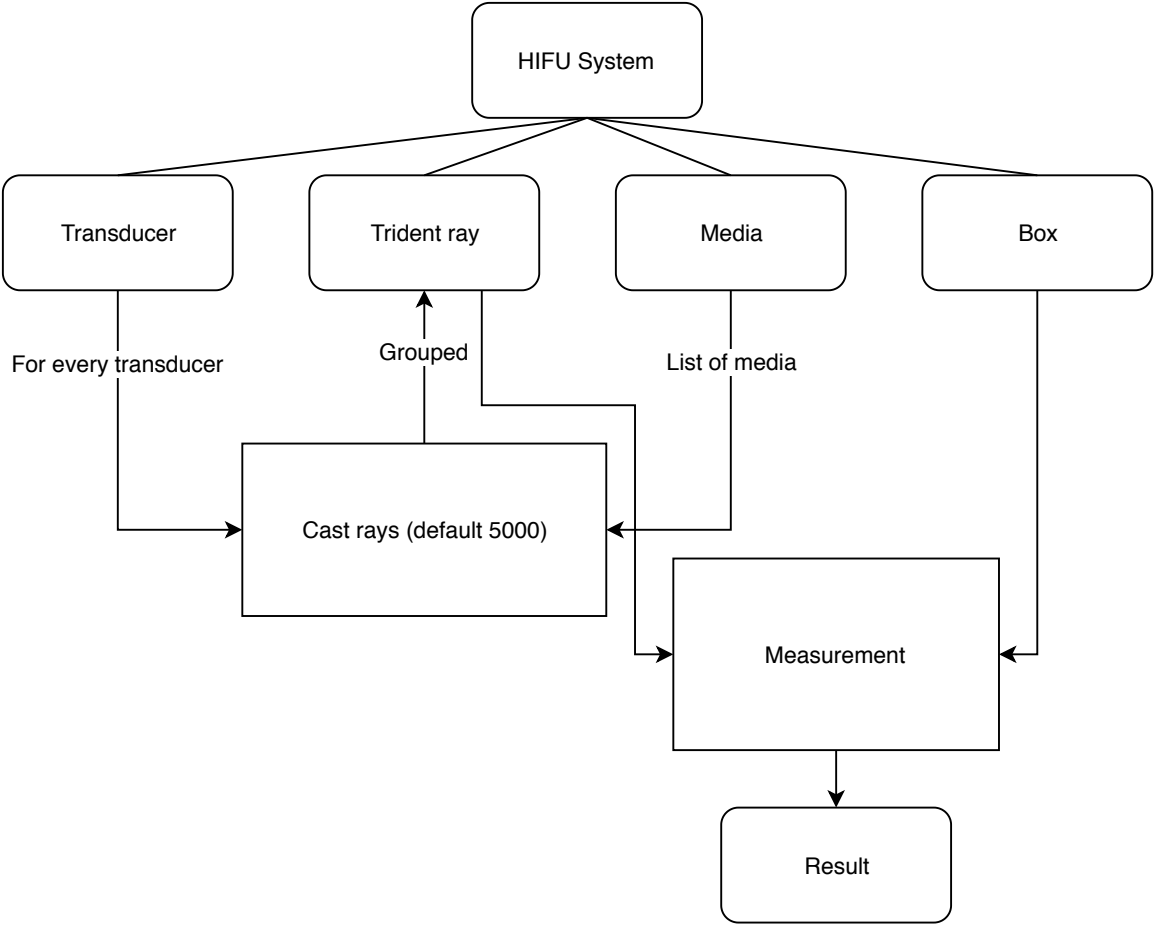 HIFU System
Transducer
Trident ray
Media
Box
For every transducer
Grouped
List of media
Cast rays (default 5000)
Measurement
Result